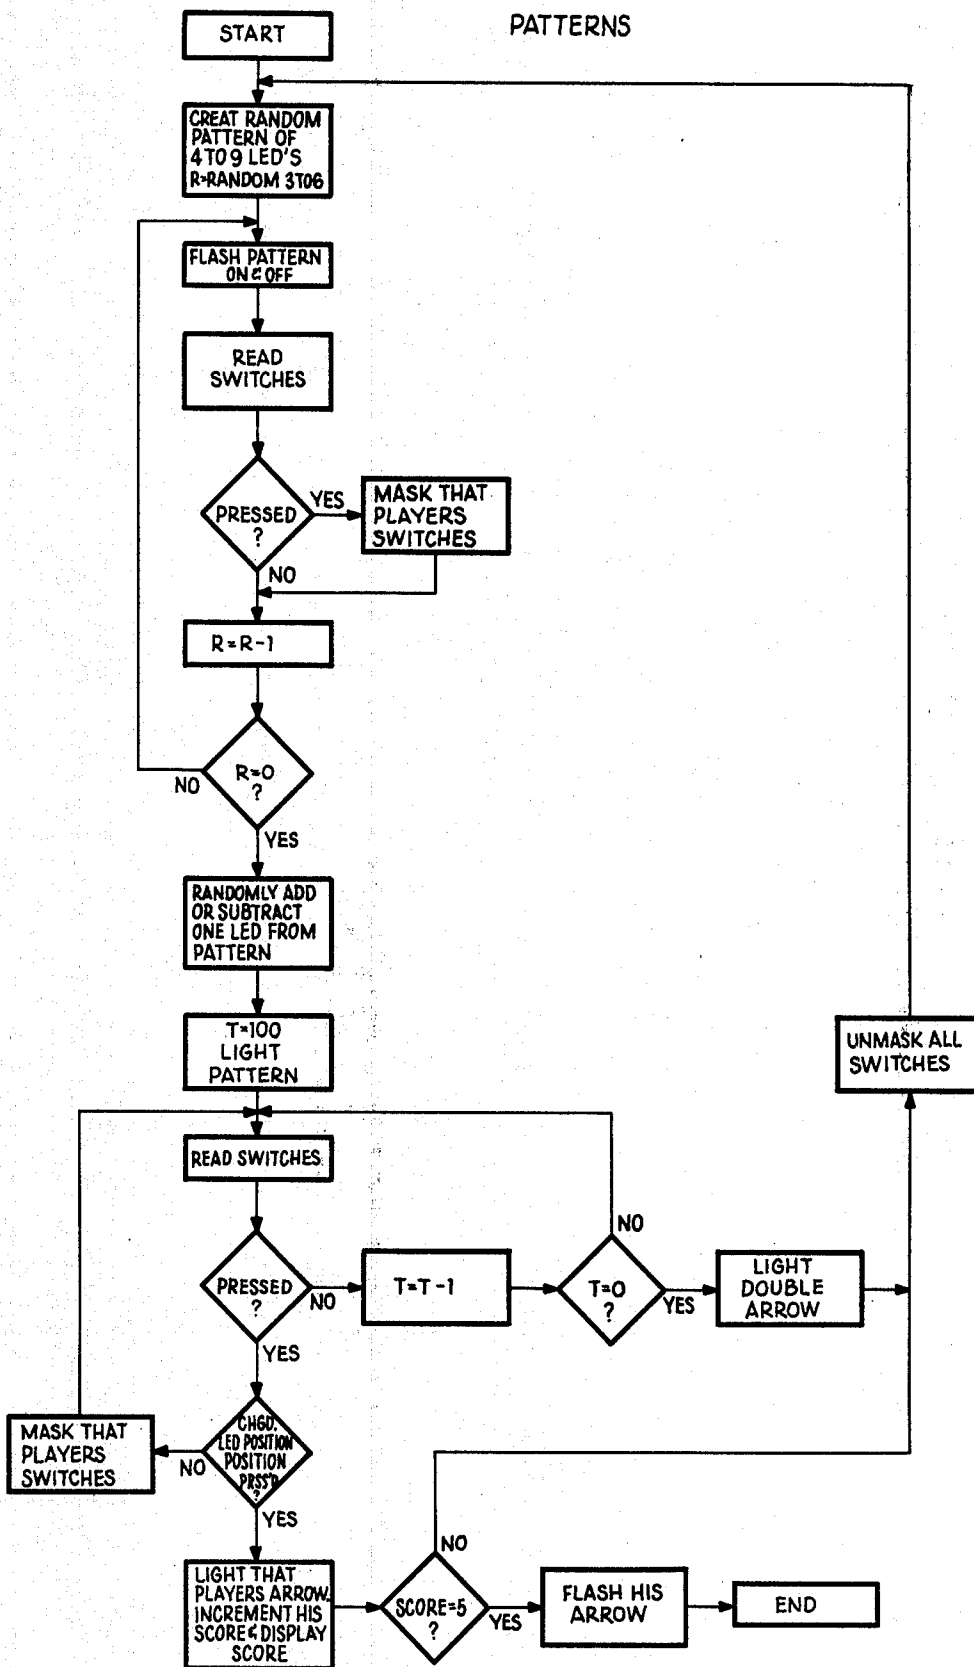 PATTERNS
START
CREAT RANDOM
PATTERN OF
4 TO 9 LED'S
R=RANDOM 3TO6
FLASH PATTERN
ON & OFF
READ
SWITCHES
PRESSED
?
YES
MASK THAT
PLAYERS
SWITCHES
NO
R=R-1
R=0
?
NO
YES
RANDOMLY ADD
OR SUBTRACT
ONE LED FROM
PATTERN
T=100
LIGHT
PATTERN
UNMASK ALL
SWITCHES
READ SWITCHES
PRESSED
?
NO
T=T-1
T=0
?
NO
YES
LIGHT
DOUBLE
ARROW
YES
CHGD.
LED POSITION
POSITION
PRSS'D
?
NO
MASK THAT
PLAYERS
SWITCHES
YES
LIGHT THAT
PLAYERS ARROW.
INCREMENT HIS
SCORE & DISPLAY
SCORE
SCORE=5
?
NO
YES
FLASH HIS
ARROW
END